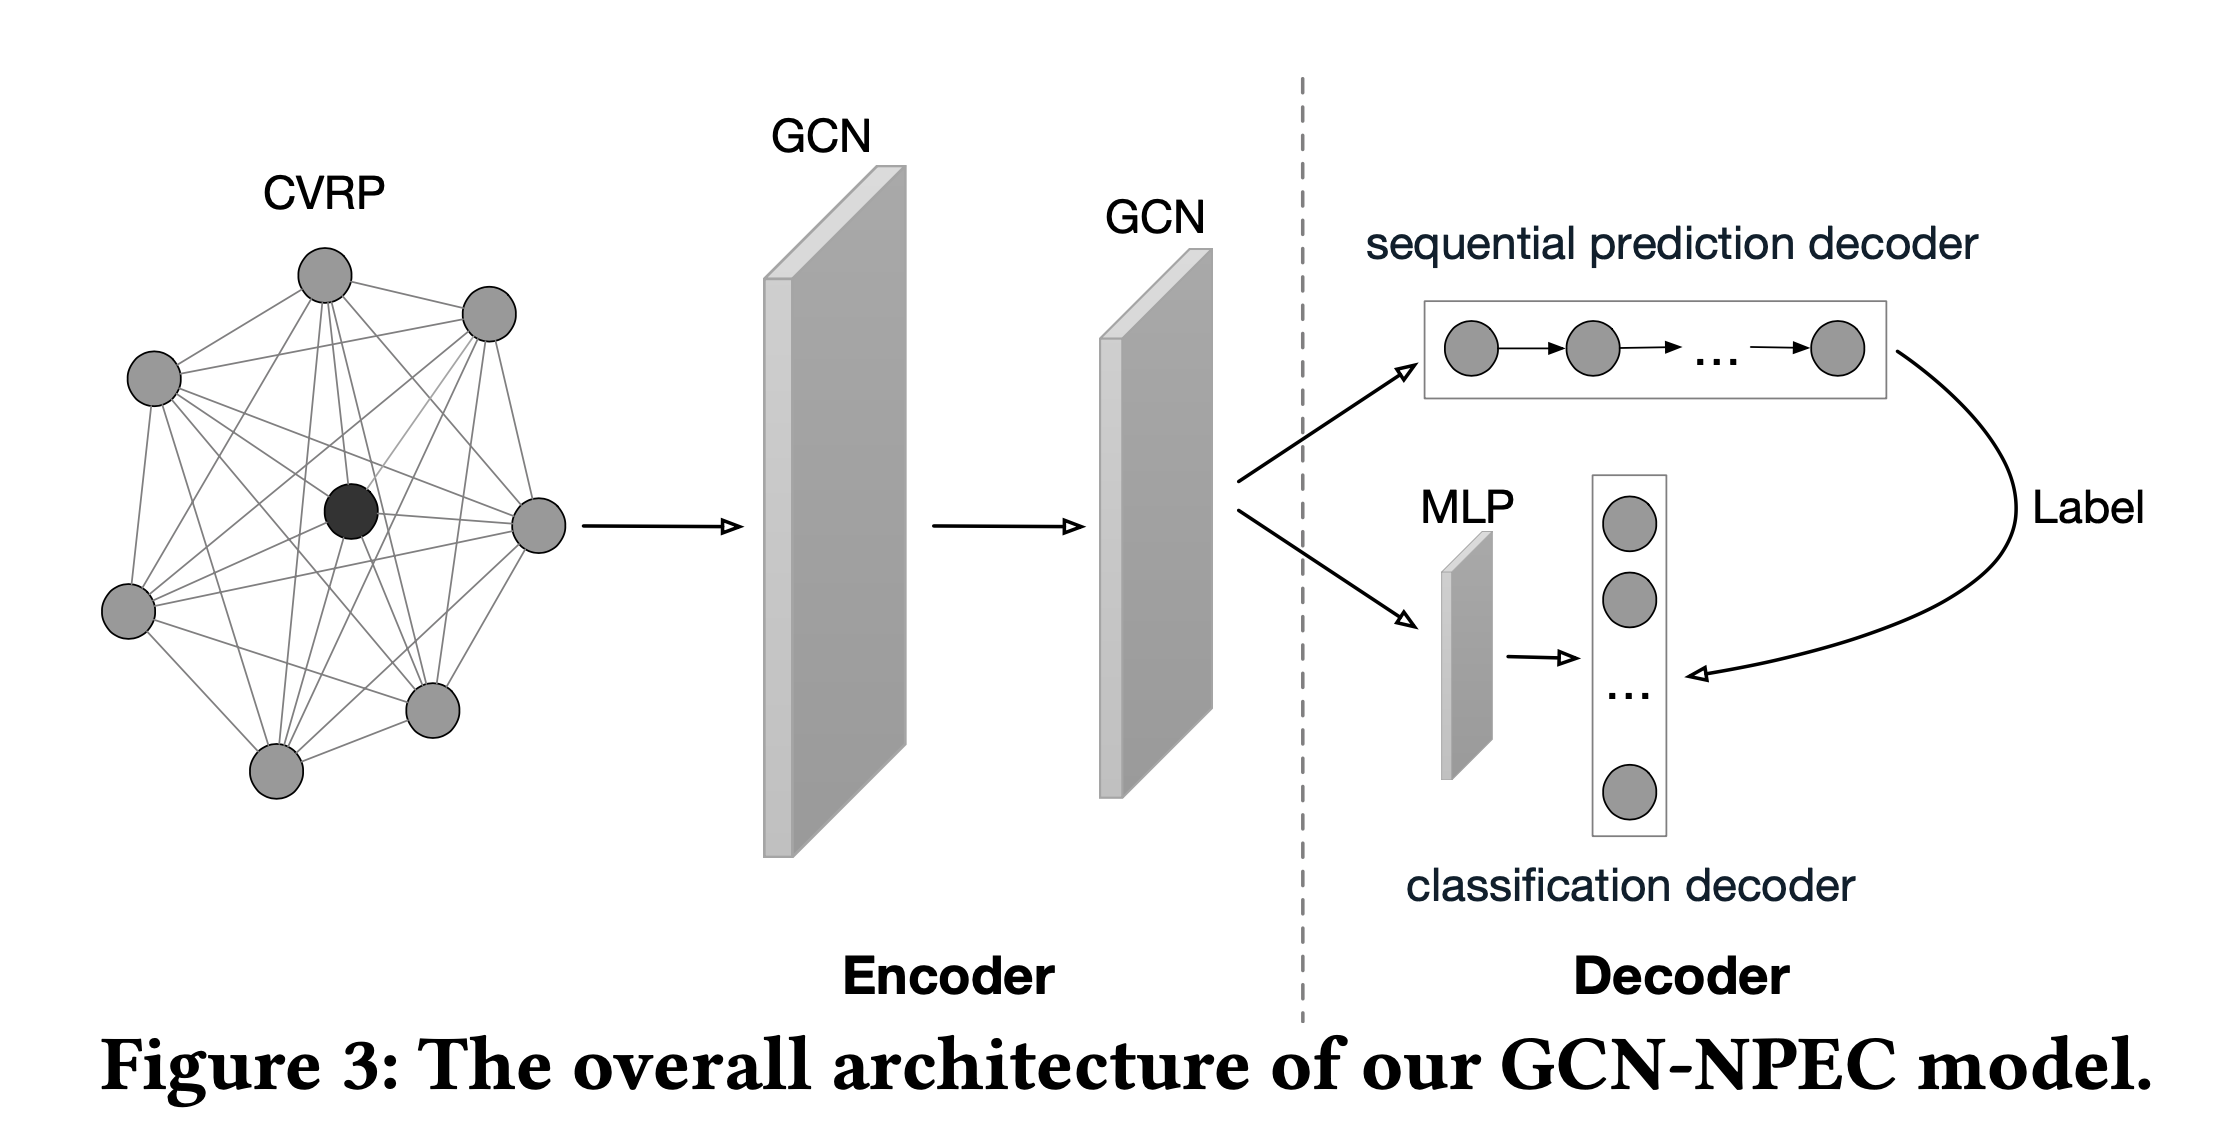 CVRP
GCN
GCN
sequential prediction decoder
...
MLP
Label
...
classification decoder
Encoder
Decoder
Figure 3: The overall architecture of our GCN-NPEC model.